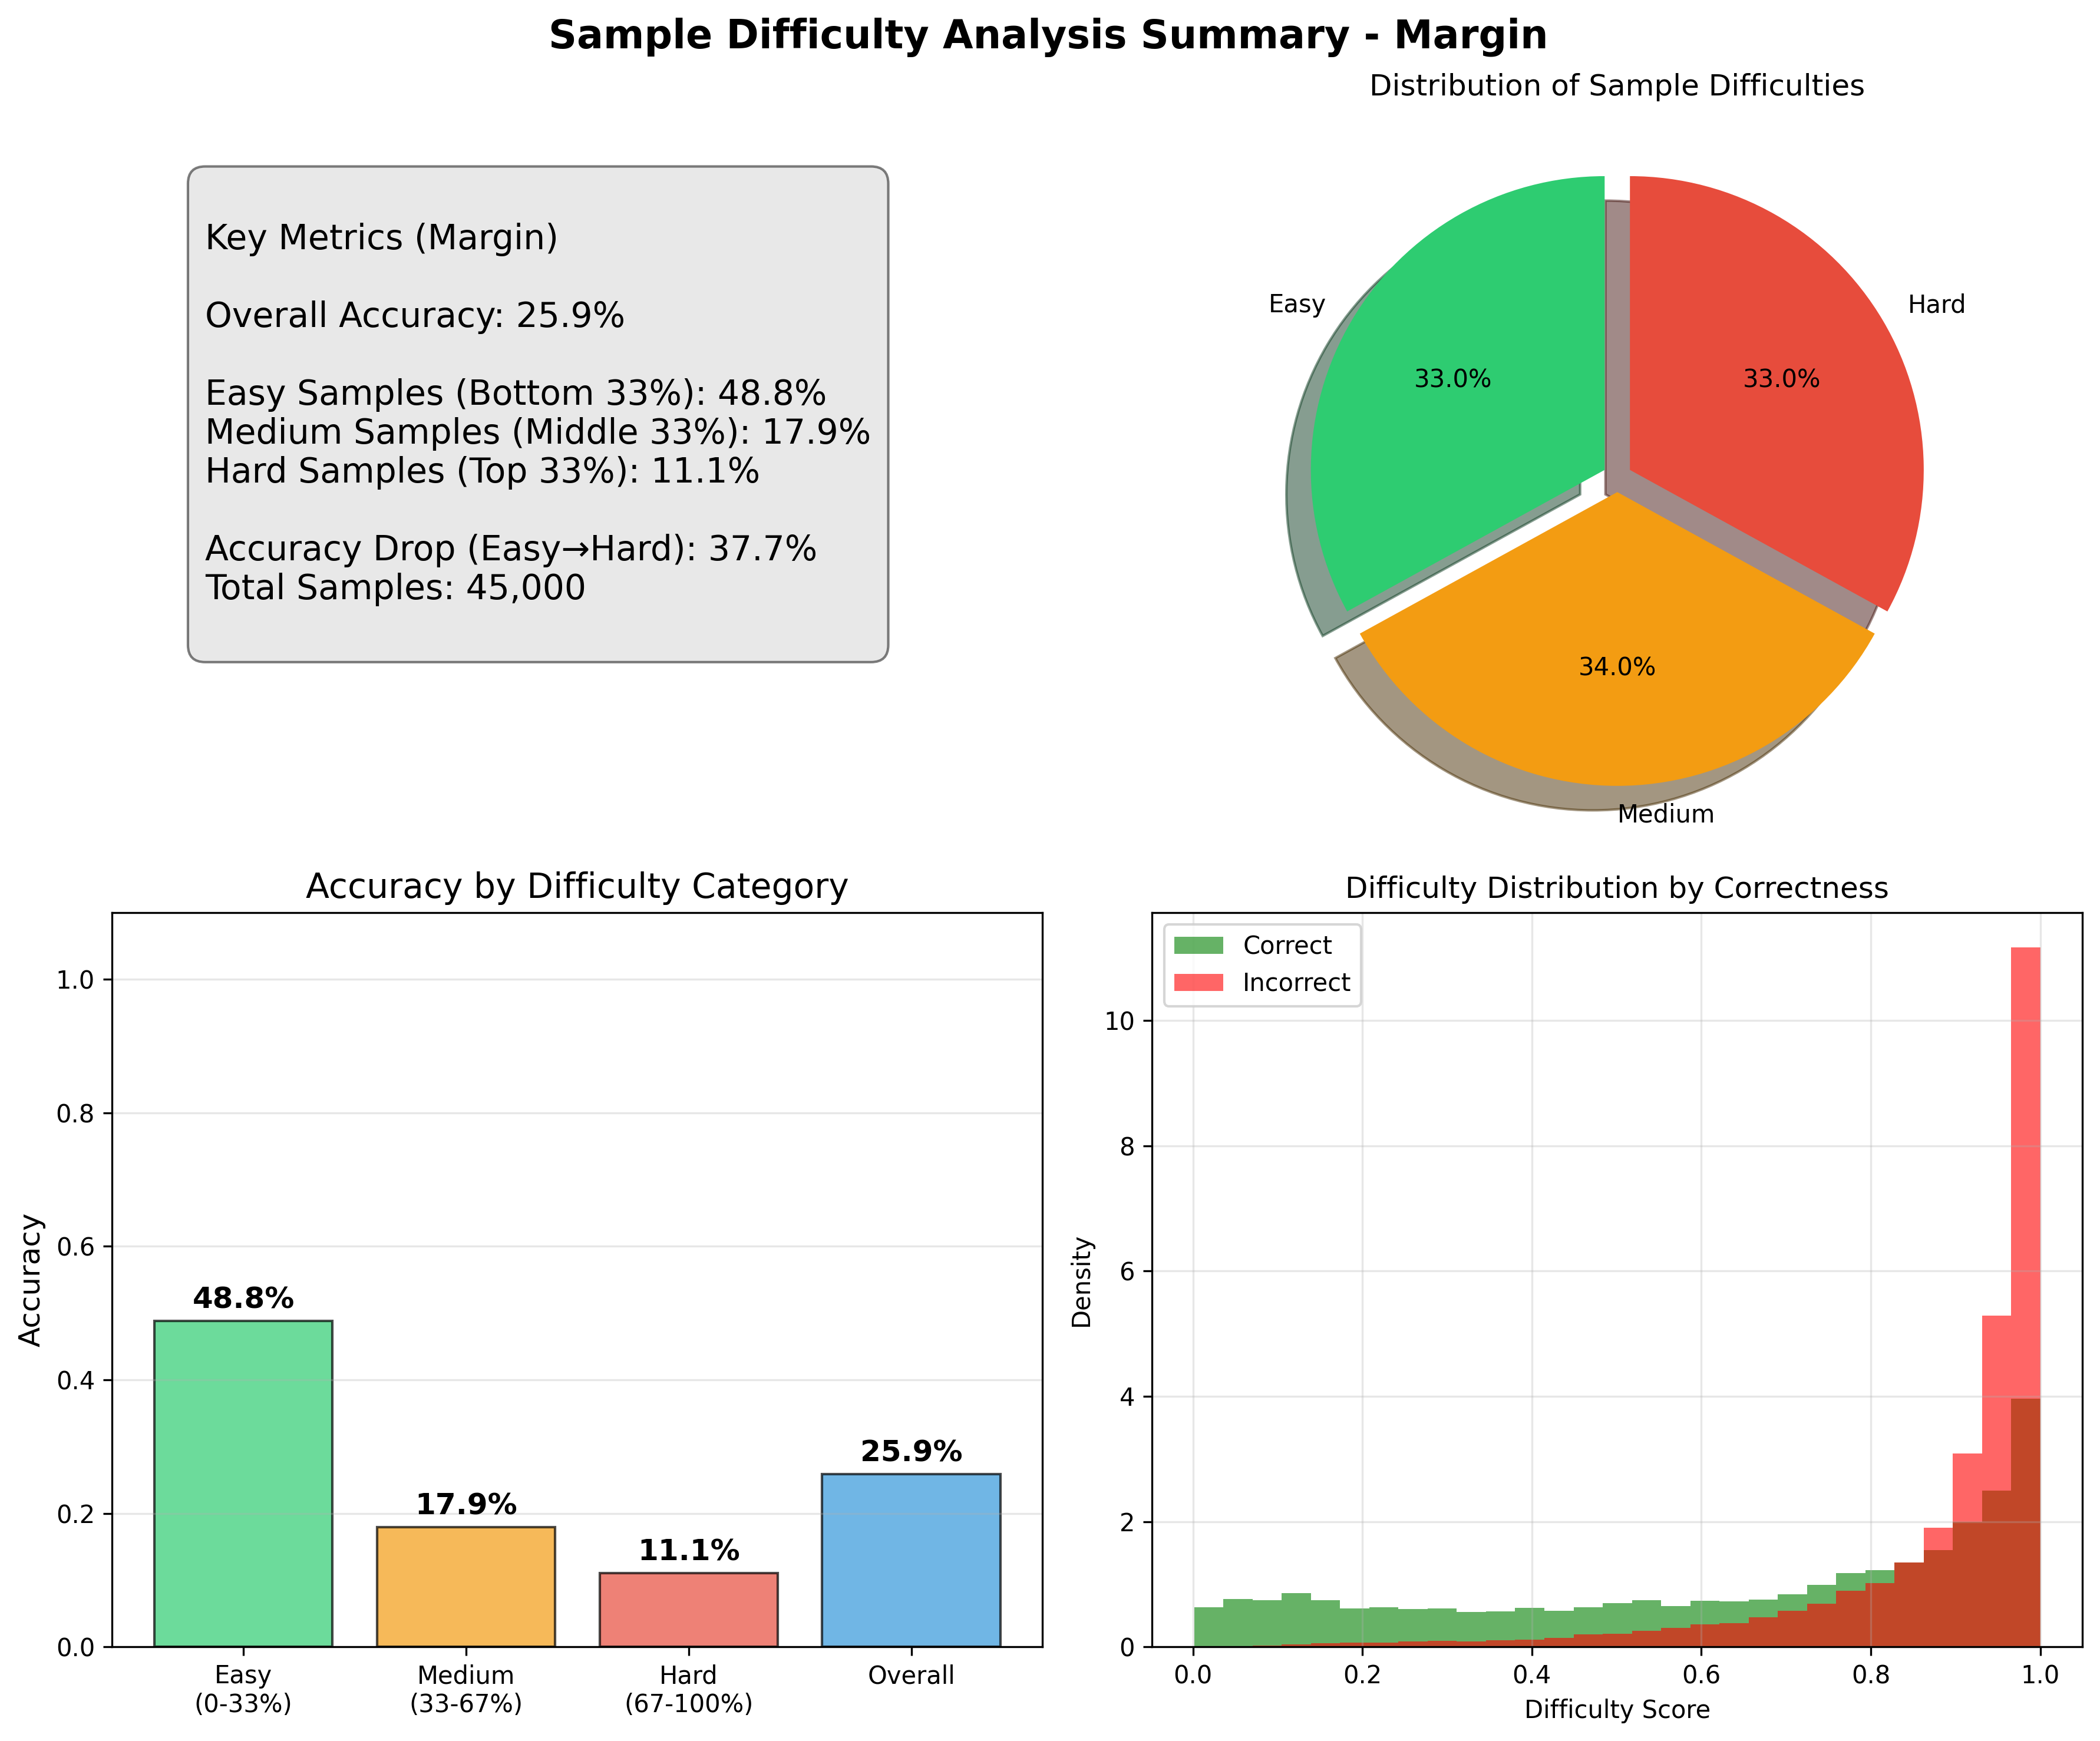 Sample Difficulty Analysis Summary - Margin
Key Metrics (Margin)
Overall Accuracy: 25.9%
Easy Samples (Bottom 33%): 48.8%
Medium Samples (Middle 33%): 17.9%
Hard Samples (Top 33%): 11.1%
Accuracy Drop (Easy→Hard): 37.7%
Total Samples: 45,000
Distribution of Sample Difficulties
Easy
Hard
33.0%
33.0%
34.0%
Medium
Accuracy by Difficulty Category
Accuracy
1.0
0.8
0.6
0.4
0.2
0.0
48.8%
17.9%
11.1%
25.9%
Easy
(0-33%)
Medium
(33-67%)
Hard
(67-100%)
Overall
Difficulty Distribution by Correctness
Correct
Incorrect
Density
10
8
6
4
2
0
0.0
0.2
0.4
0.6
0.8
1.0
Difficulty Score